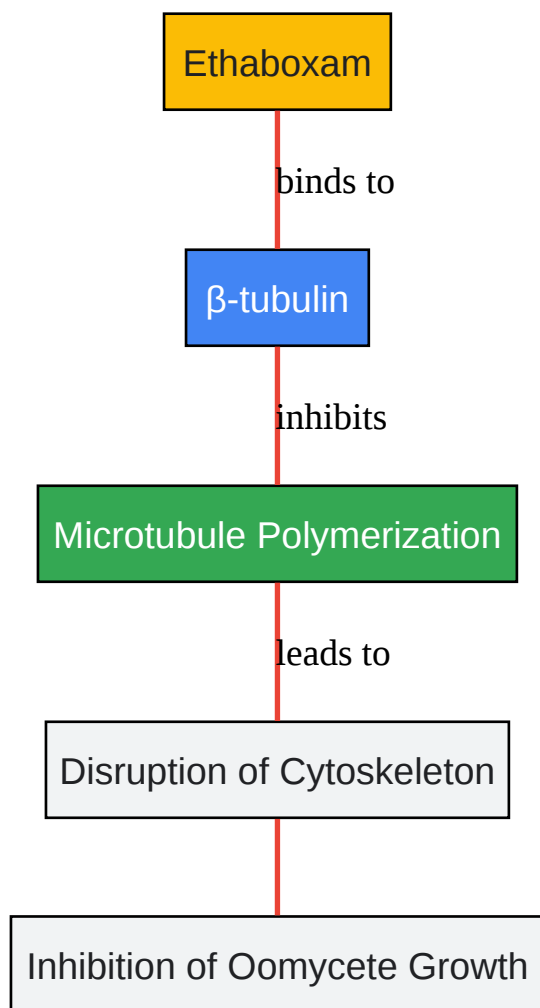 Ethaboxam
binds to
β-tubulin
inhibits
Microtubule Polymerization
leads to
Disruption of Cytoskeleton
Inhibition of Oomycete Growth